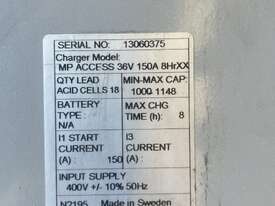 SERIAL NO: 13060375
Charger Model:
MP ACCESS 36V 150A 8HrXX
QTY LEAD MIN-MAX CAP:
ACID CELLS 18 1000 1148
BATTERY MAX CHG
TYPE : TIME (h): 8
N/A
I1 START I3
CURRENT CURRENT
(A) : 150 (A):
INPUT SUPPLY
400V +/- 10% 50Hz
N2195 Made in Sweden